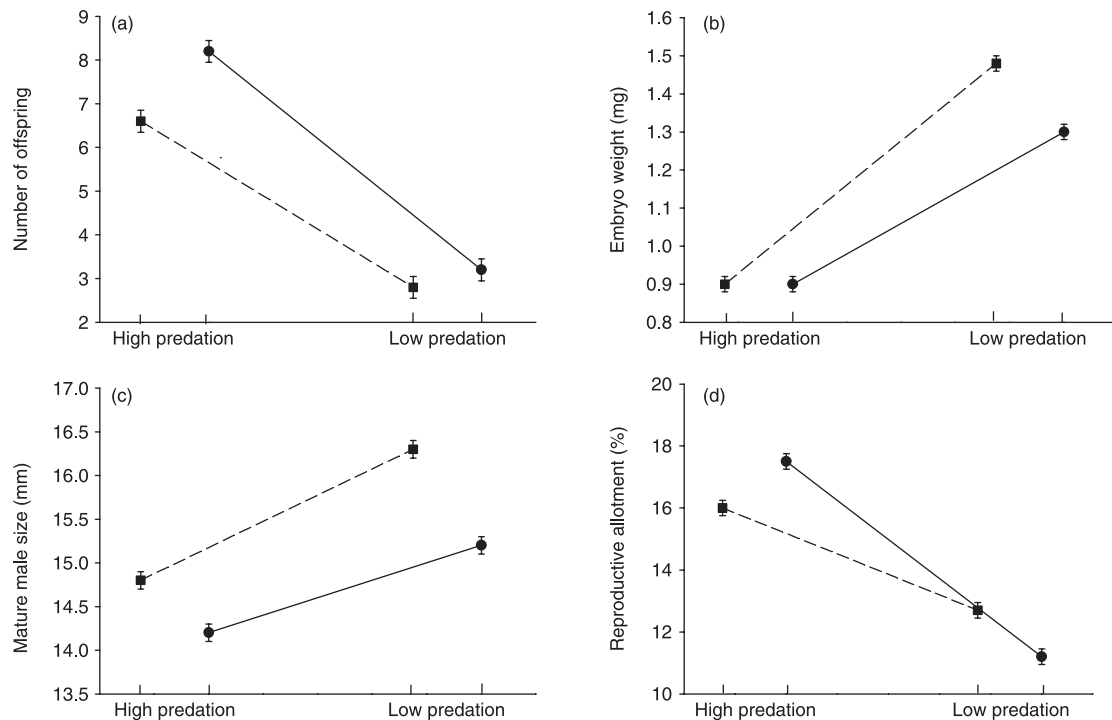 (a)
Number of offspring
9
8
7
6
5
4
3
2
High predation Low predation
(b)
Embryo weight (mg)
1.6
1.5
1.4
1.3
1.2
1.1
1.0
0.9
0.8
High predation Low predation
(c)
Mature male size (mm)
17.0
16.5
16.0
15.5
15.0
14.5
14.0
13.5
High predation Low predation
(d)
Reproductive allotment (%)
20
18
16
14
12
10
High predation Low predation